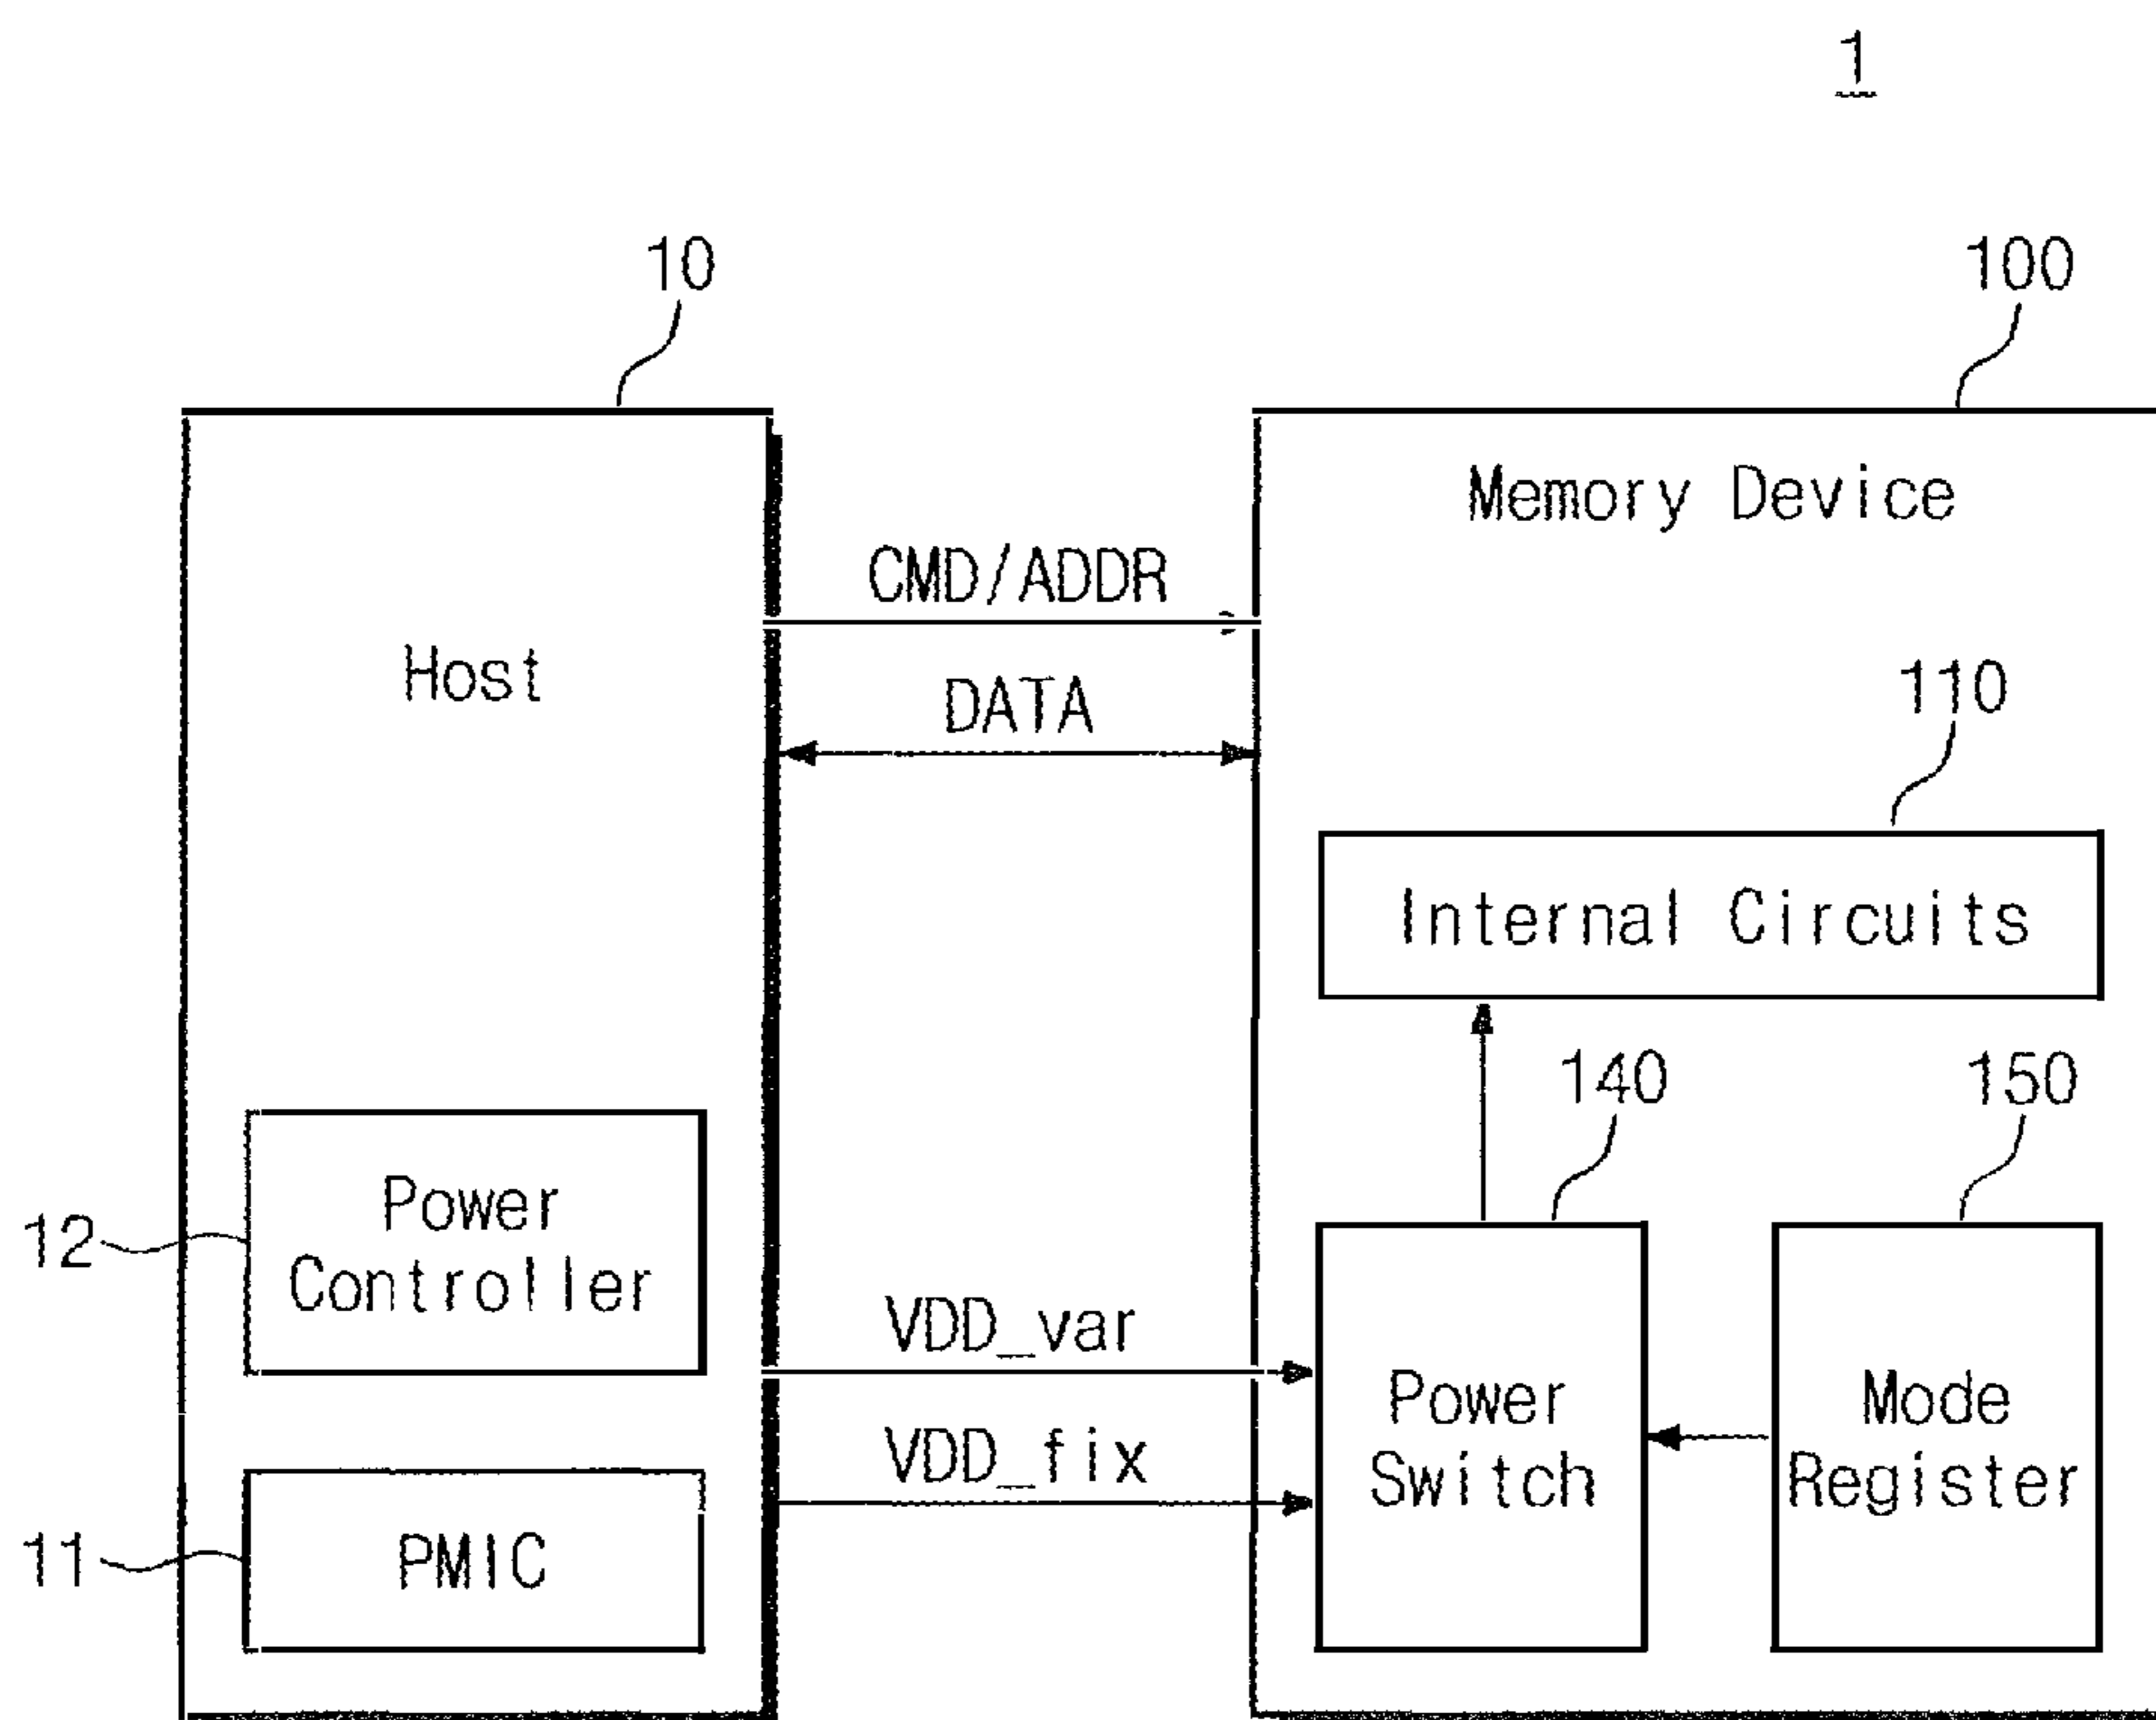 1
10
100
Memory Device
CMD/ADDR
Host
DATA
110
Internal Circuits
140
150
12
Power
Controller
VDD_var
Power
Switch
Mode
Register
VDD_fix
11
PMIC